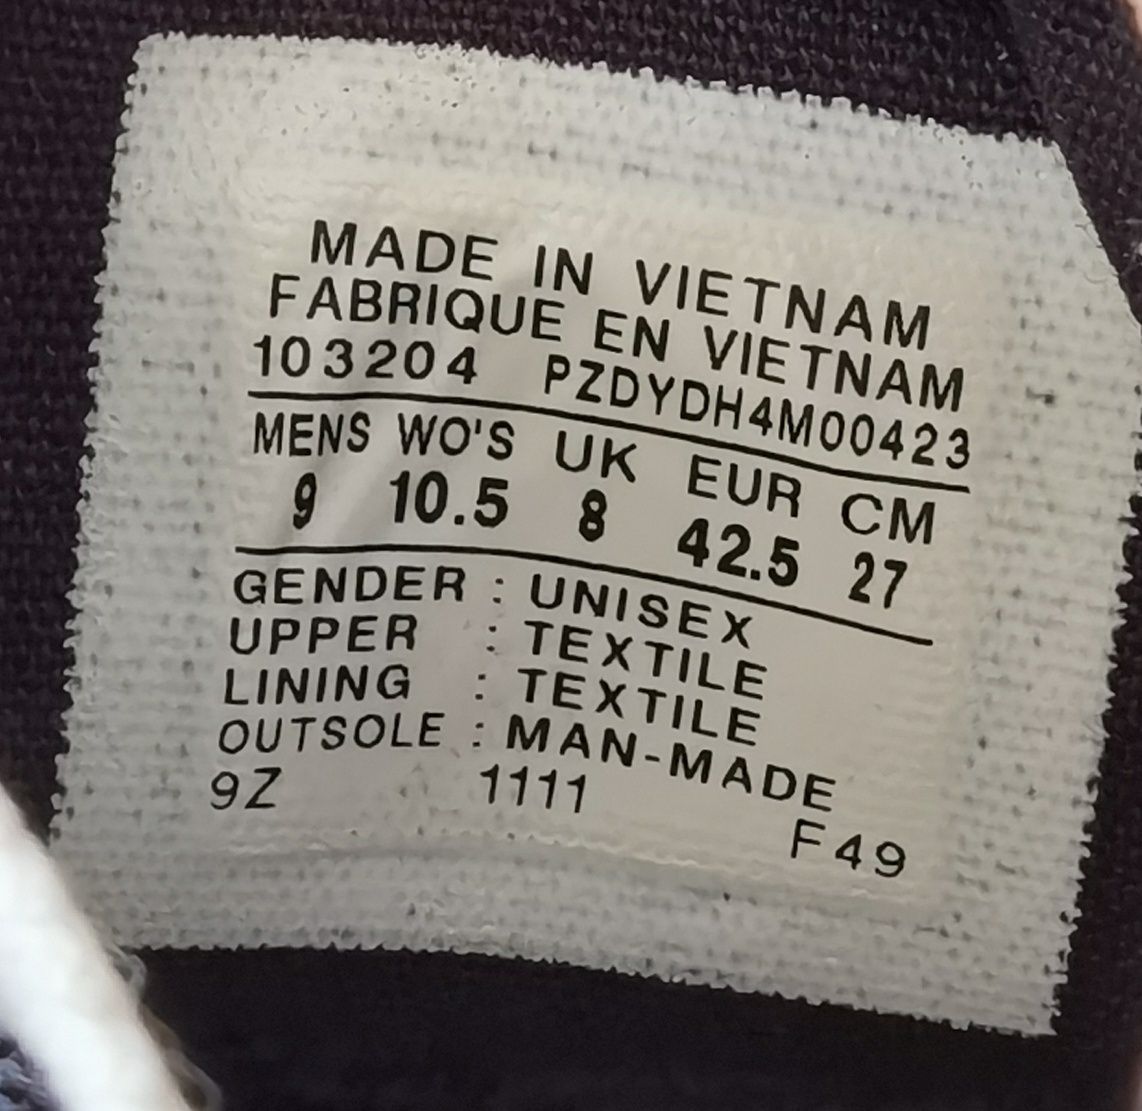 MADE IN VIETNAM
FABRIQUE EN VIETNAM
103204 PZDYDH4M00423
MENS WO'S UK EUR CM
9 10.5 8 42.5 27
GENDER : UNISEX
UPPER : TEXTILE
LINING : TEXTILE
OUTSOLE : MAN-MADE
9Z 1111
F49